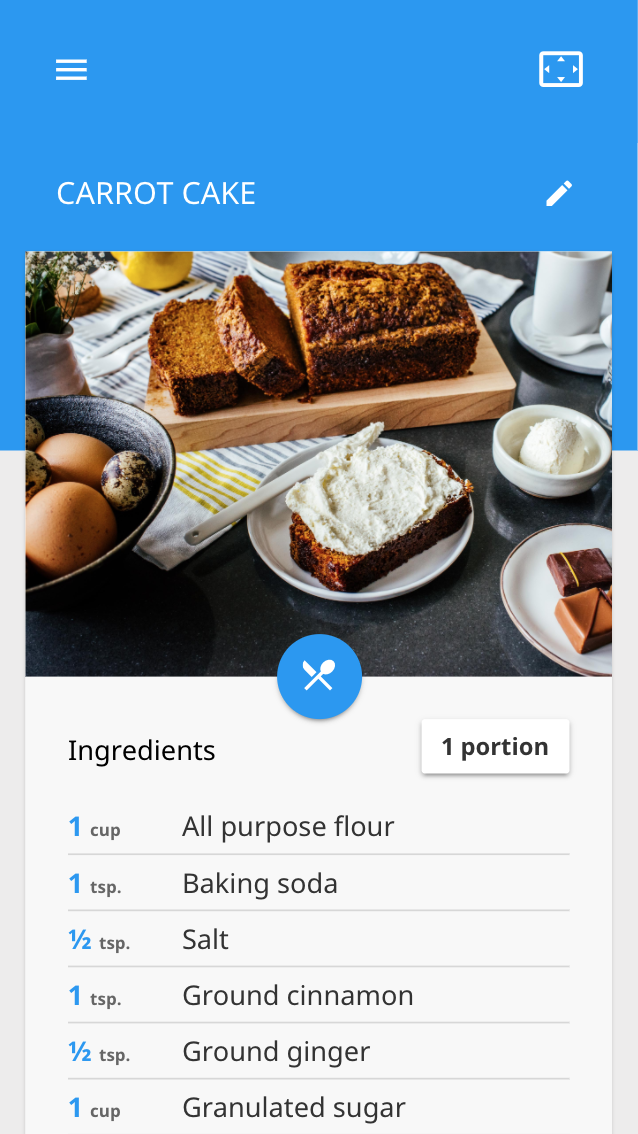 CARROT CAKE
Ingredients
1 portion
1 cup All purpose flour
1 tsp. Baking soda
½ tsp. Salt
1 tsp. Ground cinnamon
½ tsp. Ground ginger
1 cup Granulated sugar